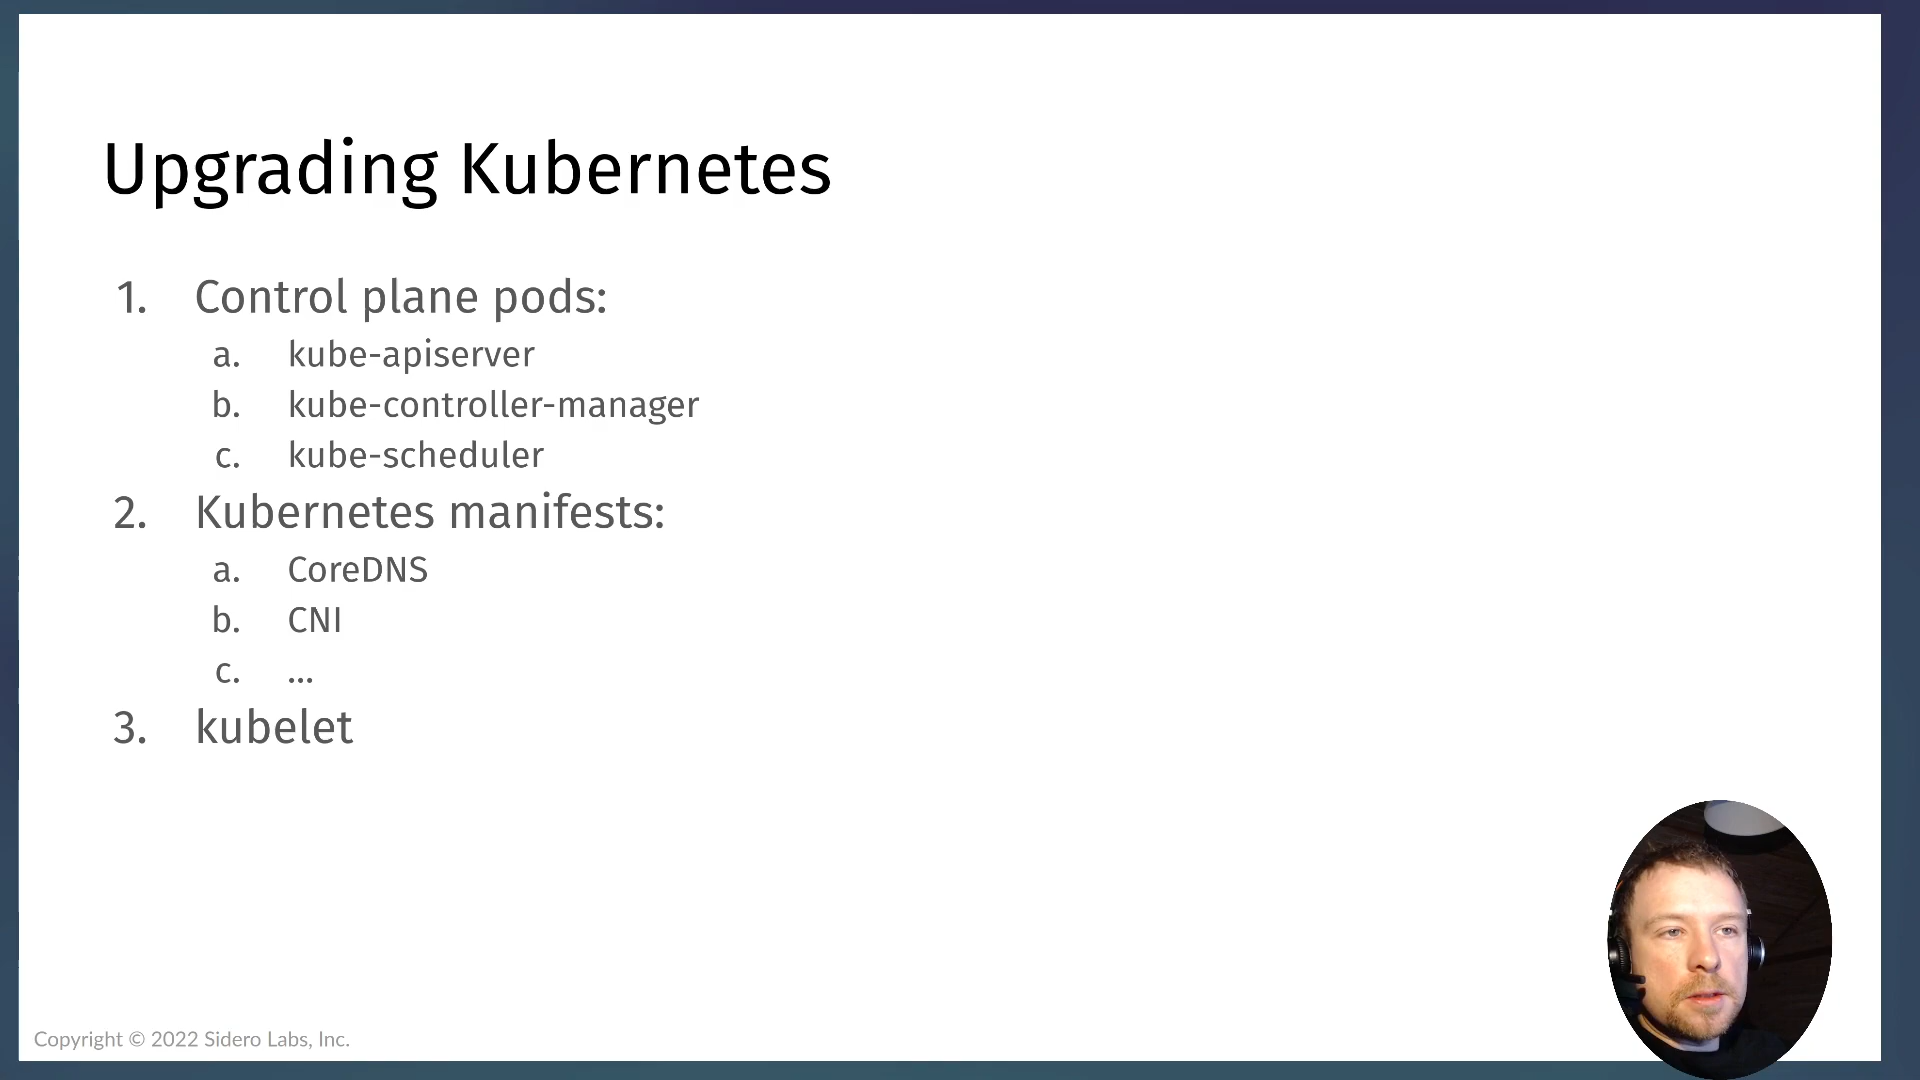 Upgrading Kubernetes
1. Control plane pods:
a. kube-apiserver
b. kube-controller-manager
c. kube-scheduler
2. Kubernetes manifests:
a. CoreDNS
b. CNI
c. ...
3. kubelet
Copyright © 2022 Sidero Labs, Inc.